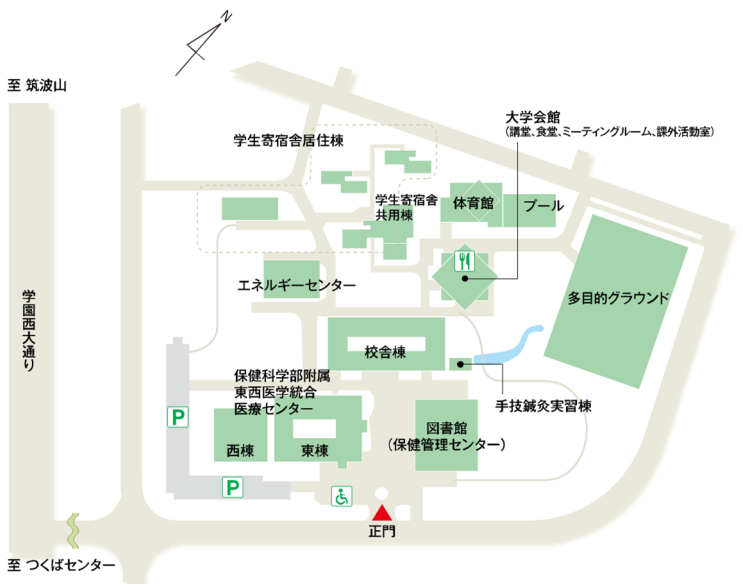 N
至 筑波山
大学会館
（講堂、食堂、ミーティングルーム、課外活動室）
学生寄宿舎居住棟
学生寄宿舎
共用棟
体育館
プール
エネルギーセンター
多目的グラウンド
学園西大通り
校舎棟
保健科学部附属
東西医学統合
医療センター
手技鍼灸実習棟
P
図書館
（保健管理センター）
西棟
東棟
P
正門
至 つくばセンター